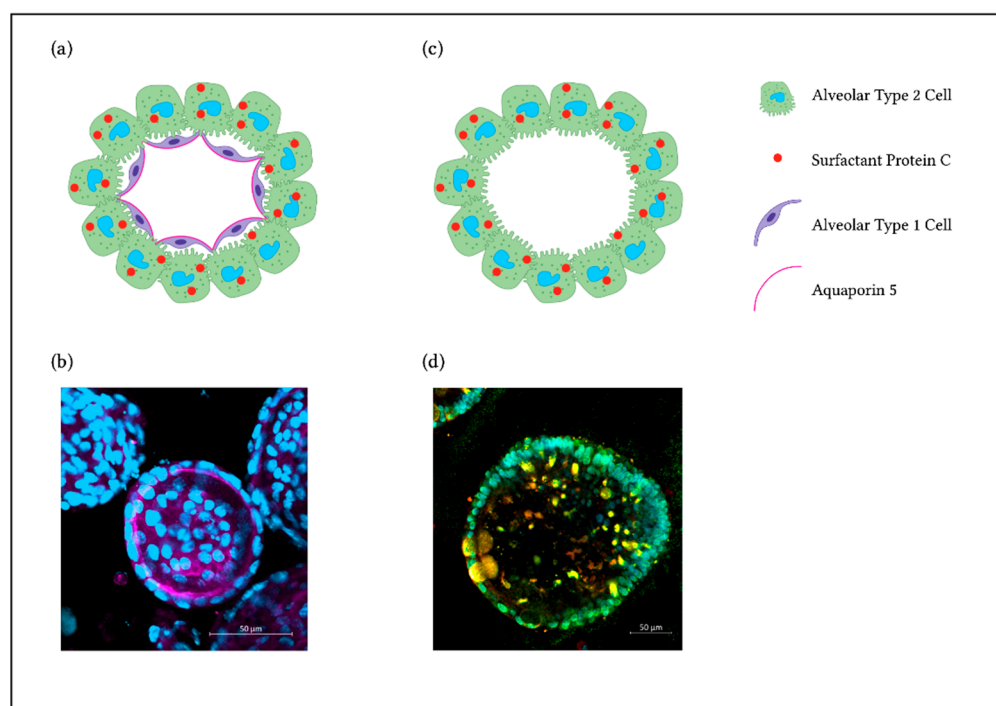 (a)
(c)
Alveolar Type 2 Cell
Surfactant Protein C
Alveolar Type 1 Cell
Aquaporin 5
(b)
(d)
50 µm
50 µm